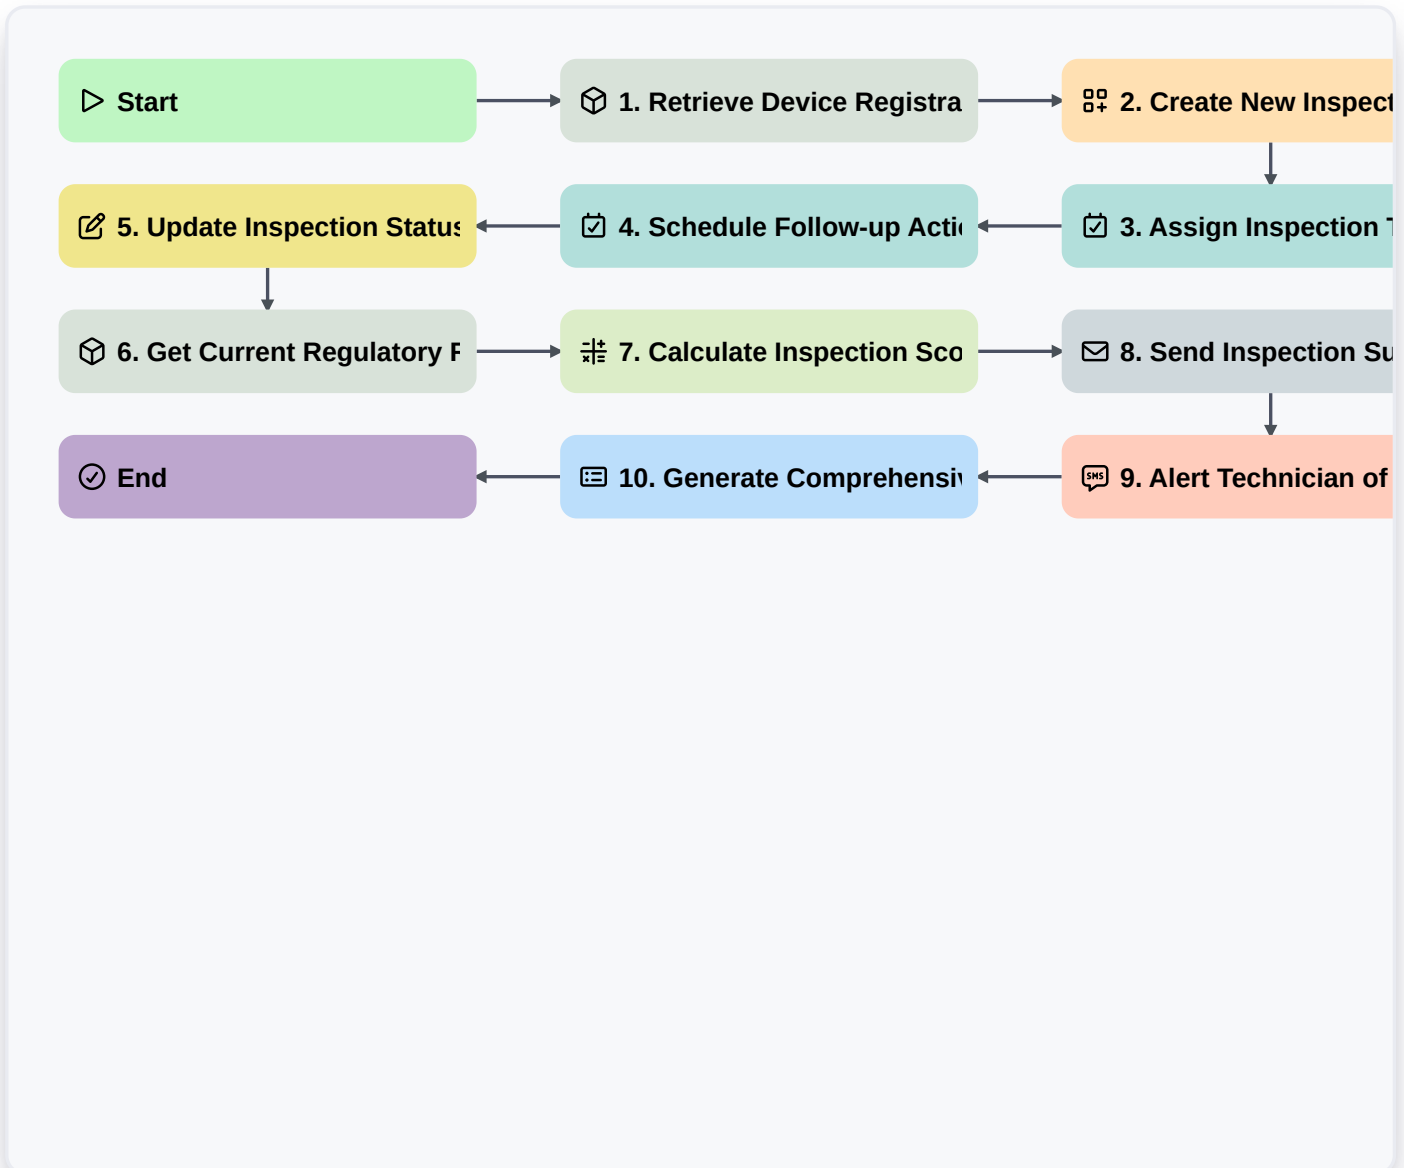 Start
1. Retrieve Device Registra
2. Create New Inspect
5. Update Inspection Status
4. Schedule Follow-up Acti
3. Assign Inspection
6. Get Current Regulatory
7. Calculate Inspection Sco
8. Send Inspection Su
SMS
End
10. Generate Comprehensiv
9. Alert Technician of